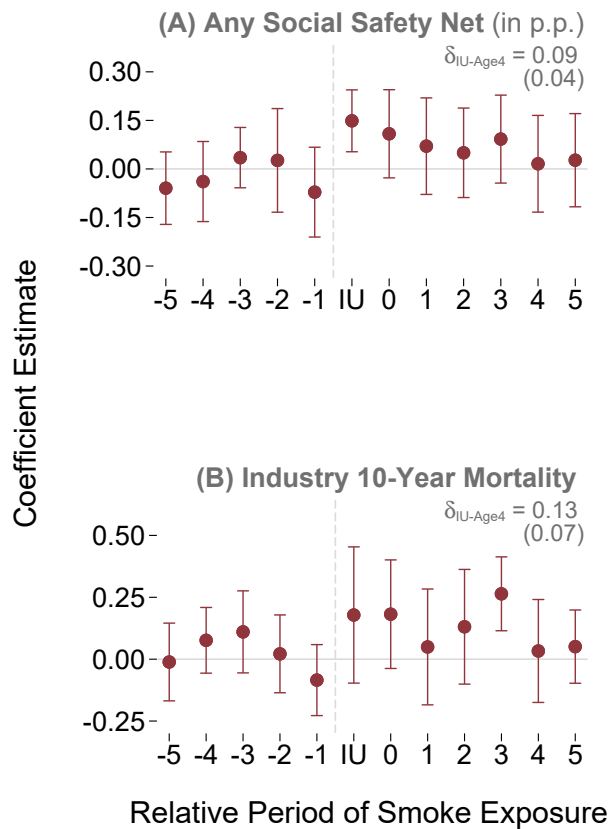 (A) Any Social Safety Net (in p.p.)
δIU-Age4 = 0.09
(0.04)
0.30
0.15
0.00
-0.15
-0.30
-5 -4 -3 -2 -1 IU 0 1 2 3 4 5
Coefficient Estimate
(B) Industry 10-Year Mortality
δIU-Age4 = 0.13
(0.07)
0.50
0.25
0.00
-0.25
-5 -4 -3 -2 -1 IU 0 1 2 3 4 5
Relative Period of Smoke Exposure